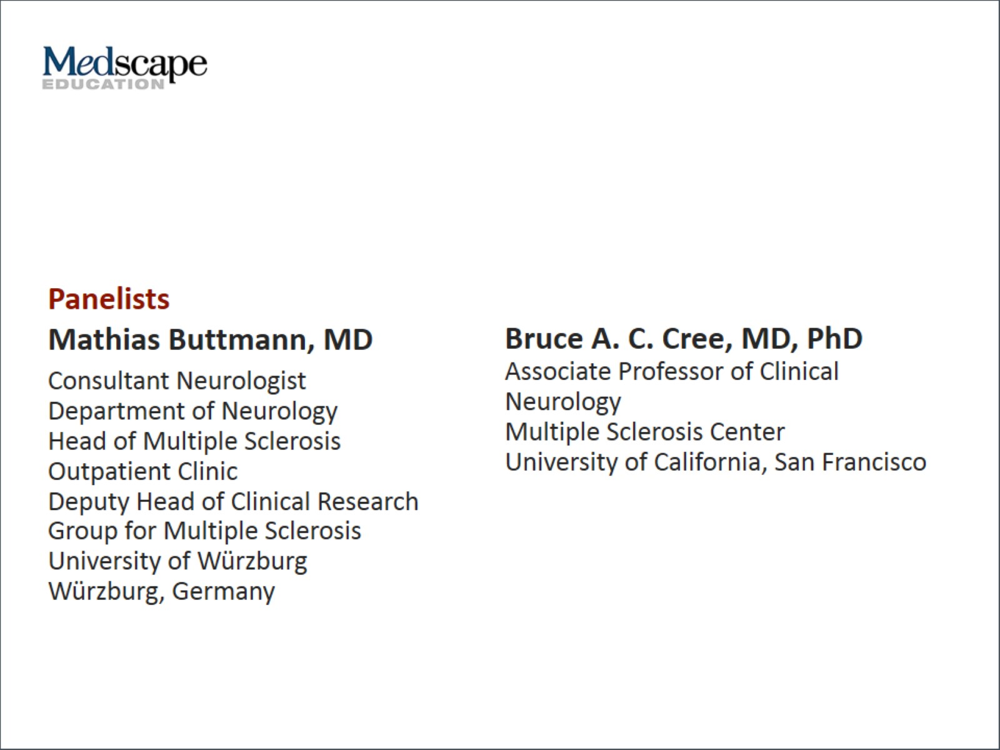 Medscape
EDUCATION
Panelists
Mathias Buttmann, MD
Consultant Neurologist
Department of Neurology
Head of Multiple Sclerosis
Outpatient Clinic
Deputy Head of Clinical Research
Group for Multiple Sclerosis
University of Würzburg
Würzburg, Germany
Bruce A. C. Cree, MD, PhD
Associate Professor of Clinical
Neurology
Multiple Sclerosis Center
University of California, San Francisco